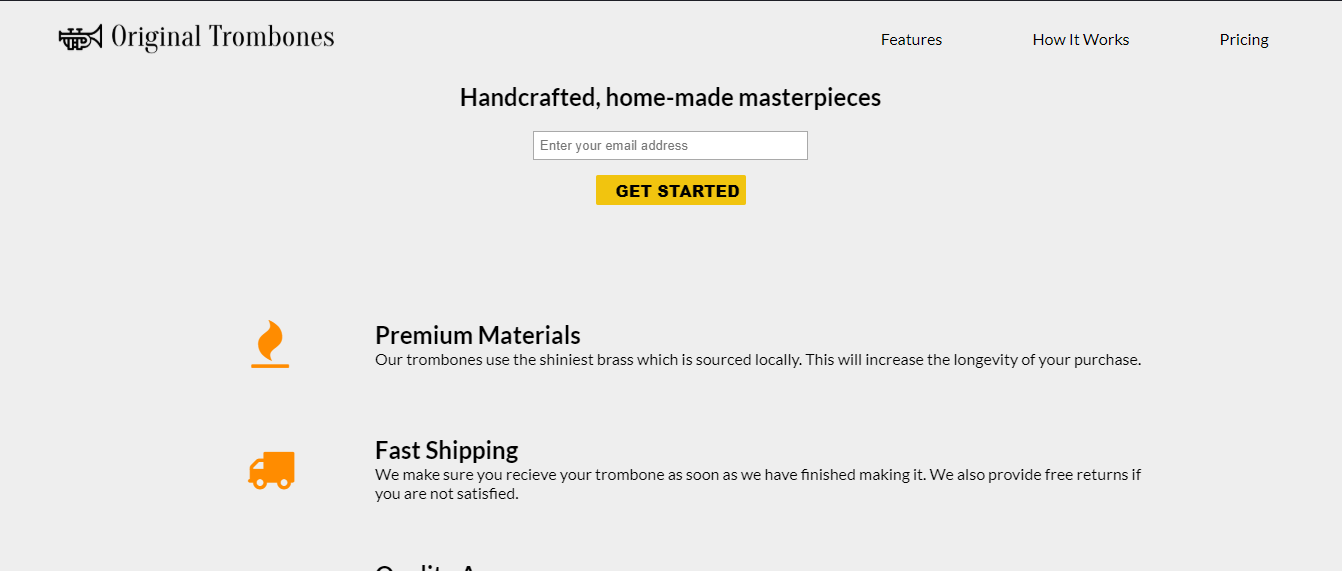 Original Trombones
Features
How It Works
Pricing
Handcrafted, home-made masterpieces
Enter your email address
GET STARTED
Premium Materials
Our trombones use the shiniest brass which is sourced locally. This will increase the longevity of your purchase.
Fast Shipping
We make sure you recieve your trombone as soon as we have finished making it. We also provide free returns if
you are not satisfied.